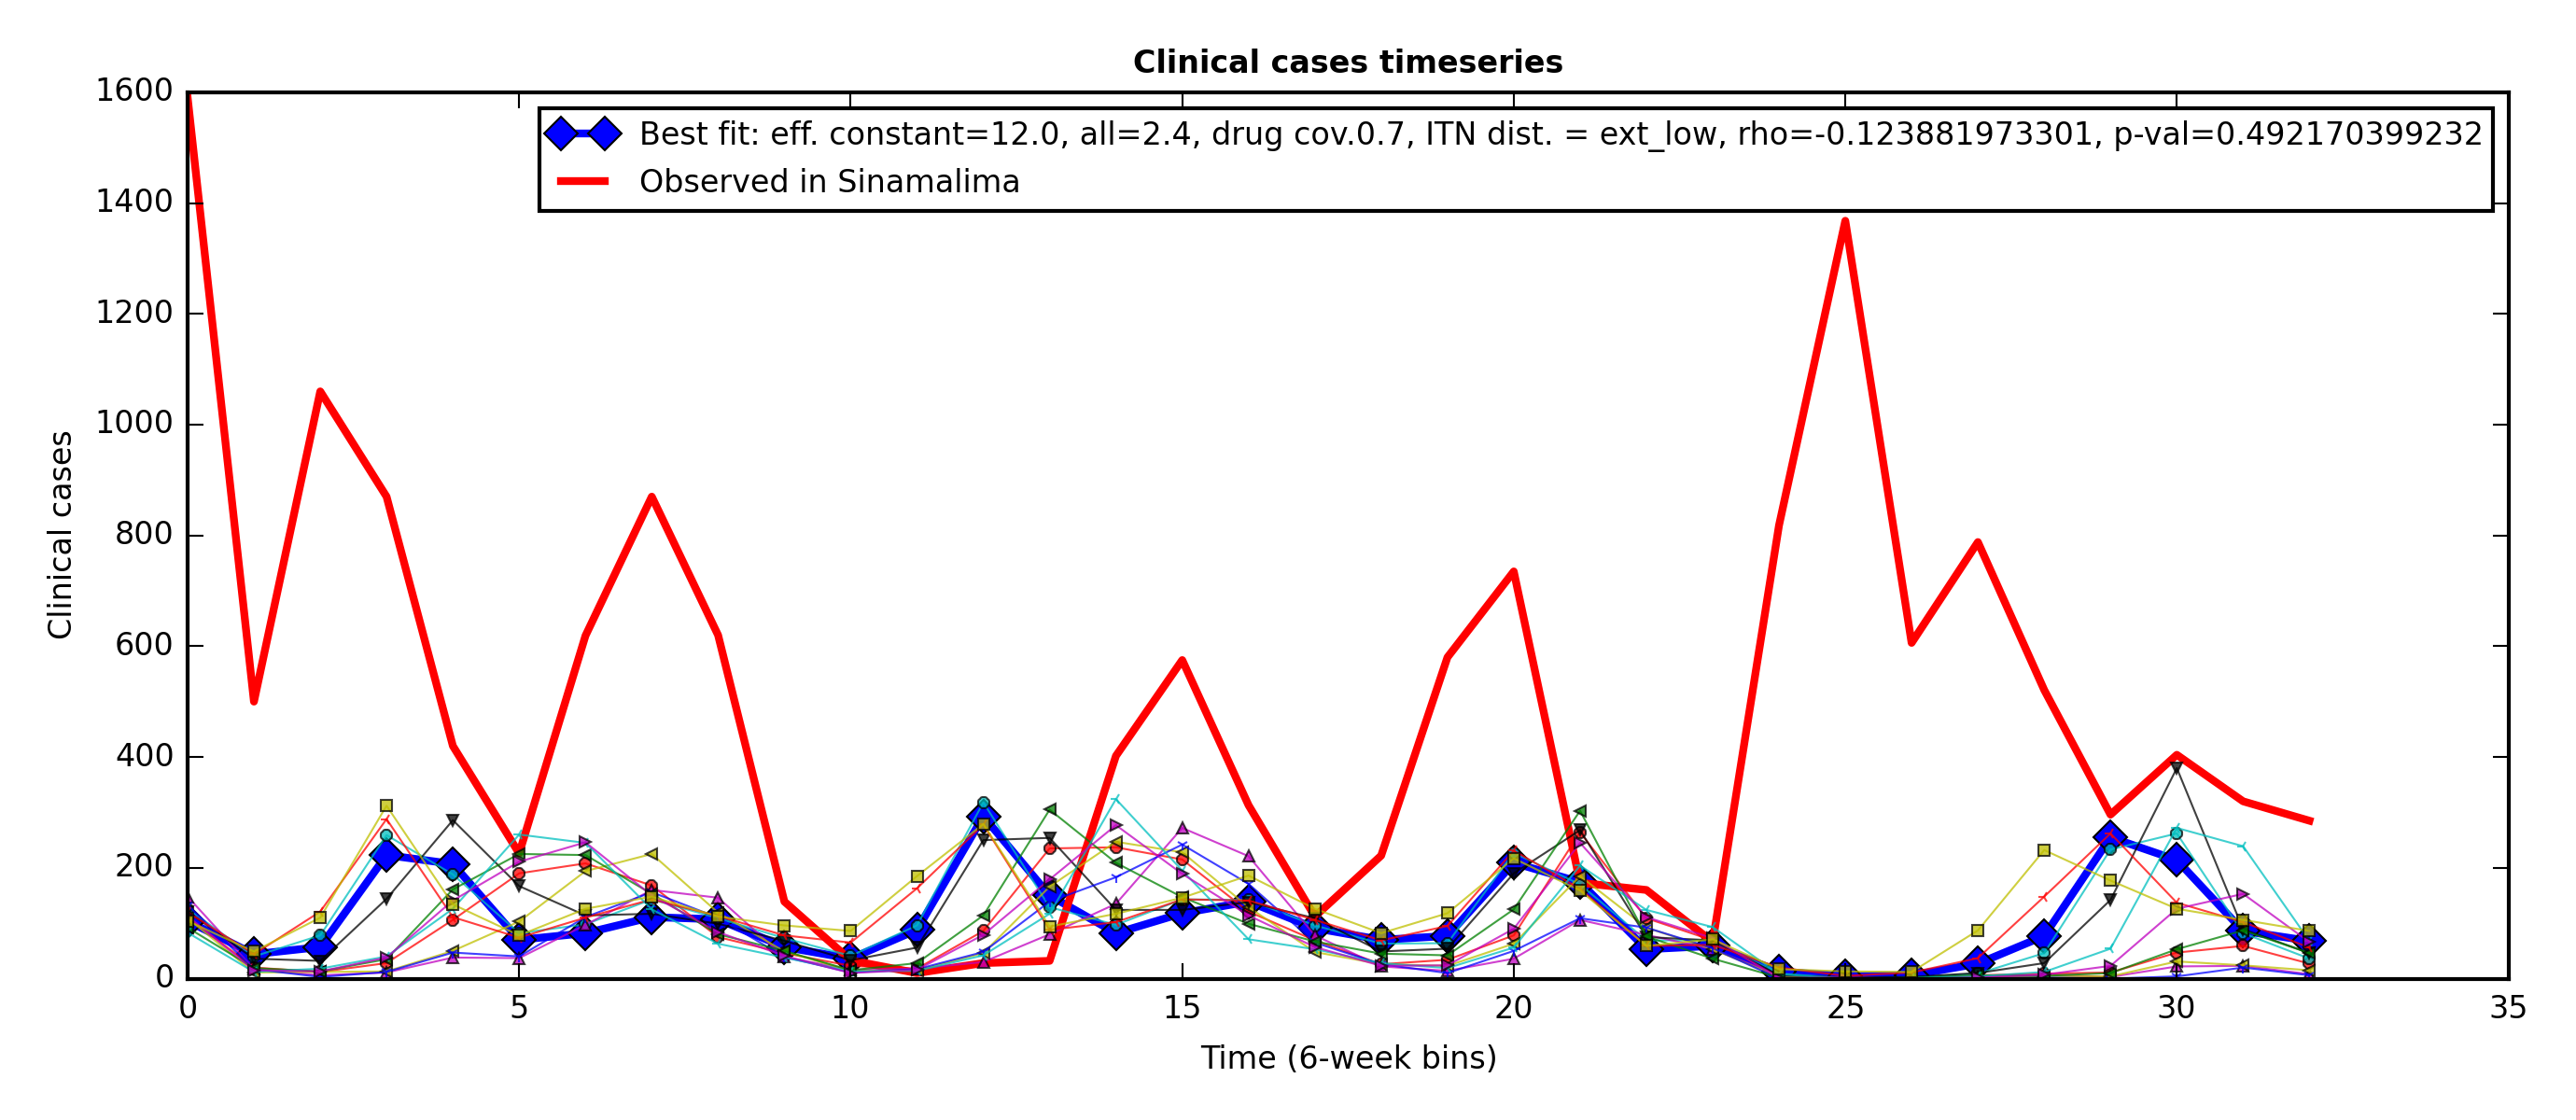 Clinical cases timeseries
1600
1400
1200
1000
800
600
400
200
0
Clinical cases
Best fit: eff. constant=12.0, all=2.4, drug cov.0.7, ITN dist. = ext_low, rho=-0.123881973301, p-val=0.492170399232
Observed in Sinamalima
0 5 10 15 20 25 30 35
Time (6-week bins)